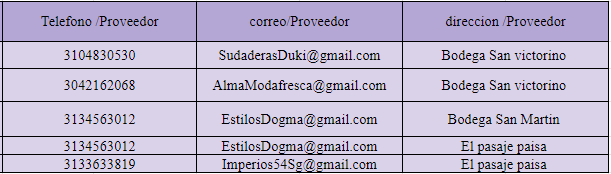 Telefono /Proveedor correo/Proveedor direccion /Proveedor
3104830530 SudaderasDuki@gmail.com Bodega San victorino
3042162068 AlmaModafresca@gmail.com Bodega San victorino
3134563012 EstilosDogma@gmail.com Bodega San Martin
3134563012 EstilosDogma@gmail.com El pasaje paisa
3133633819 Imperios54Sg@gmail.com El pasaje paisa